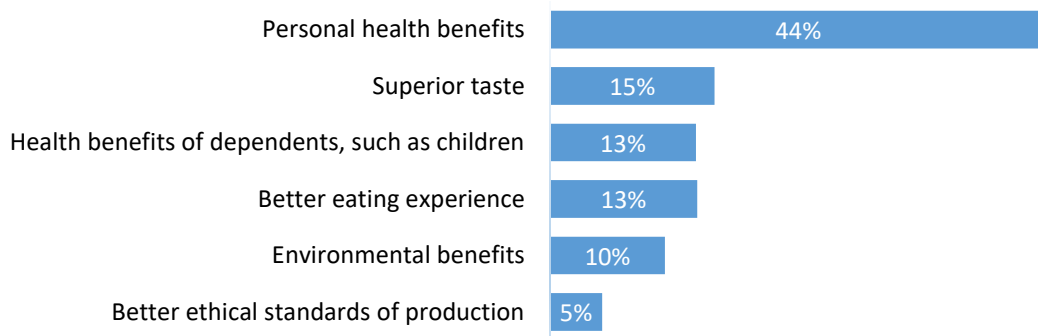 Personal health benefits 44%
Superior taste 15%
Health benefits of dependents, such as children 13%
Better eating experience 13%
Environmental benefits 10%
Better ethical standards of production 5%